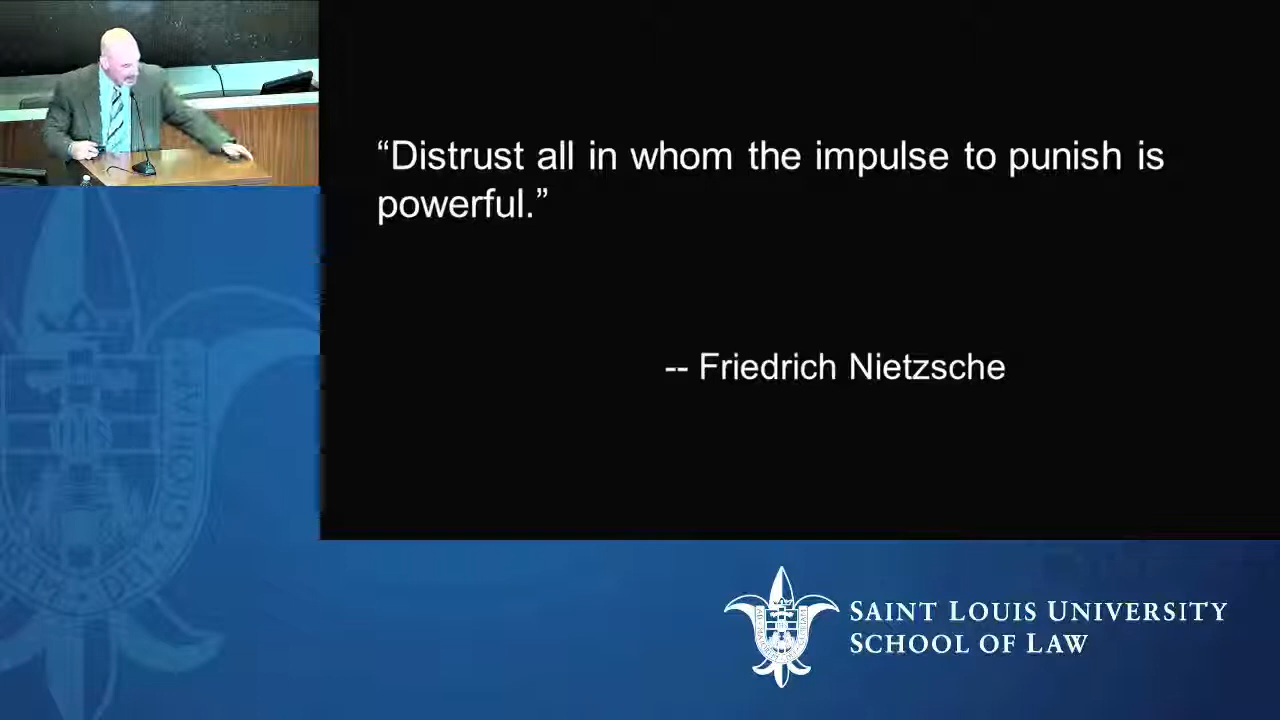 “Distrust all in whom the impulse to punish is
powerful.”
-- Friedrich Nietzsche
SAINT LOUIS UNIVERSITY
SCHOOL OF LAW